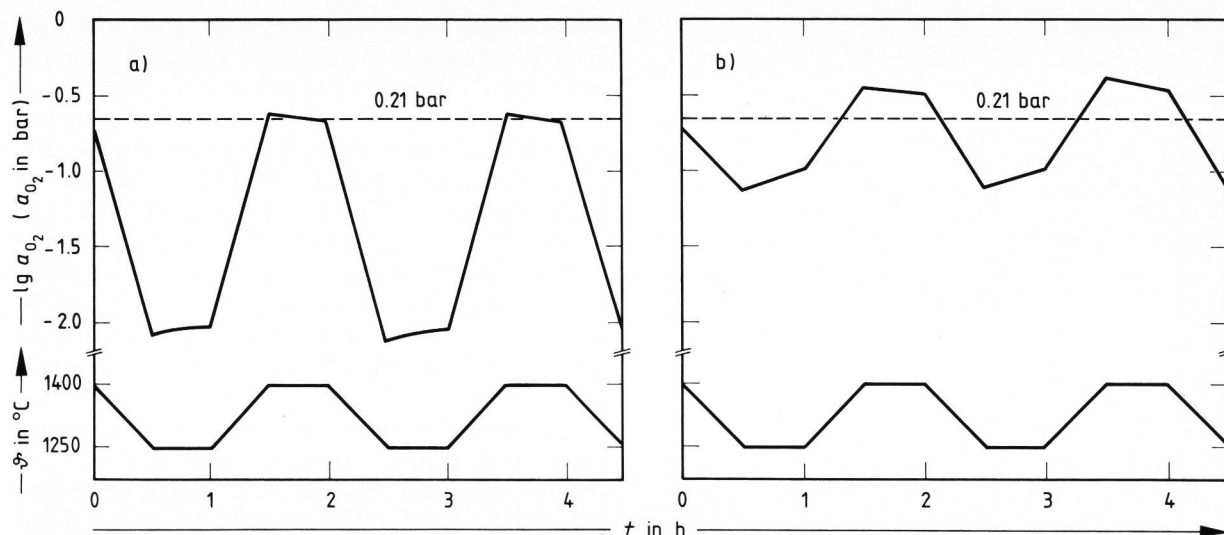 a)
0.21 bar
b)
0.21 bar
lg a_O₂ ( a_O₂ in bar)
0
-0.5
-1.0
-1.5
-2.0
ϑ in °C
1400
1250
0 1 2 3 4
0 1 2 3 4
t in h